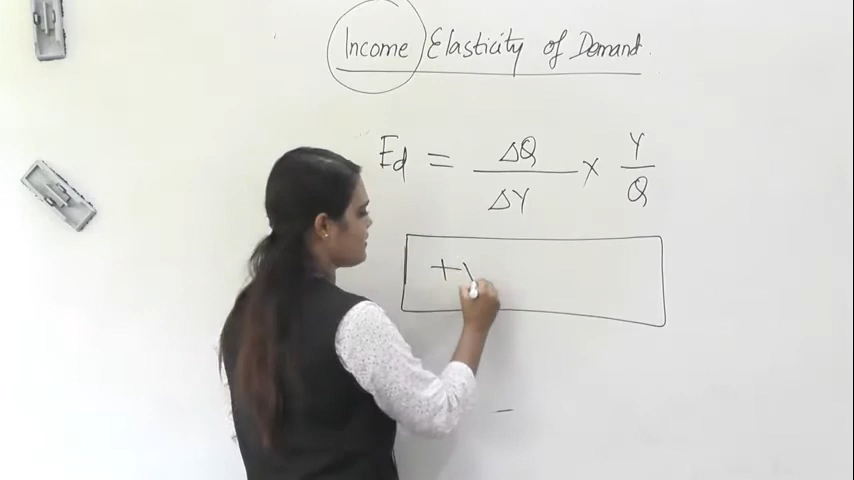 Income Elasticity of Demand.
Ed = ΔQ/ΔY × Y/Q
+
-